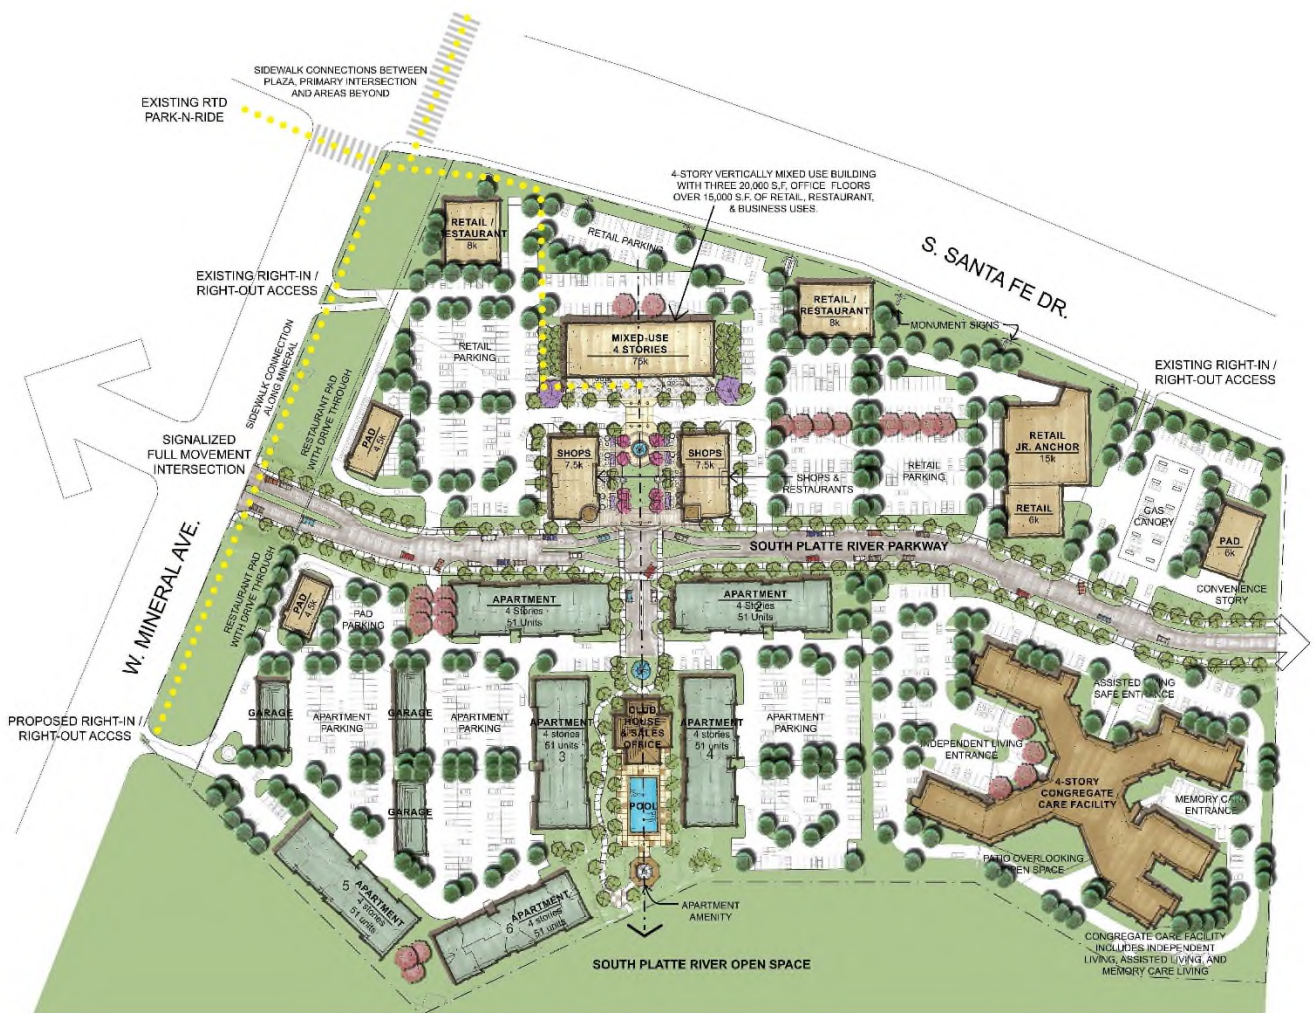 SIDEWALK CONNECTIONS BETWEEN
PLAZA, PRIMARY INTERSECTION
AND AREAS BEYOND
EXISTING RTD
PARK-N-RIDE
4-STORY VERTICALLY MIXED USE BUILDING
WITH THREE 20,000 S.F, OFFICE FLOORS
OVER 15,000 S.F. OF RETAIL, RESTAURANT,
& BUSINESS USES.
RETAIL /
RESTAURANT
8k
RETAIL PARKING
S. SANTA FE DR.
EXISTING RIGHT-IN /
RIGHT-OUT ACCESS
RETAIL /
RESTAURANT
8k
MONUMENT SIGNS
MIXED-USE
4 STORIES
75k
RETAIL
PARKING
EXISTING RIGHT-IN /
RIGHT-OUT ACCESS
SIDEWALK CONNECTION
ALONG MINERAL
RESTAURANT PAD
WITH DRIVE THROUGH
PAD
4.5k
SIGNALIZED
FULL MOVEMENT
INTERSECTION
SHOPS
7.5k
SHOPS
7.5k
SHOPS &
RESTAURANTS
RETAIL
PARKING
RETAIL
JR. ANCHOR
15k
RETAIL
6k
GAS
CANOPY
PAD
6k
CONVENIENCE
STORY
SOUTH PLATTE RIVER PARKWAY
W. MINERAL AVE.
RESTAURANT PAD
WITH DRIVE THROUGH
PAD
4.5k
PAD
PARKING
APARTMENT
4 Stories
51 Units
1
APARTMENT
4 Stories
51 Units
2
PROPOSED RIGHT-IN /
RIGHT-OUT ACCSS
GARAGE
APARTMENT
PARKING
GARAGE
APARTMENT
PARKING
GARAGE
APARTMENT
4 stories
51 units
3
CLUB
HOUSE
& SALES
OFFICE
POOL
APARTMENT
4 stories
51 units
4
APARTMENT
PARKING
ASSISTED LIVING
SAFE ENTRANCE
INDEPENDENT LIVING
ENTRANCE
4-STORY
CONGREGATE
CARE FACILITY
MEMORY CARE
ENTRANCE
PATIO OVERLOOKING
OPEN SPACE
5
APARTMENT
4 stories
51 units
6
APARTMENT
4 stories
51 units
APARTMENT
AMENITY
CONGREGATE CARE FACILITY
INCLUDES INDEPENDENT
LIVING, ASSISTED LIVING, AND
MEMORY CARE LIVING
SOUTH PLATTE RIVER OPEN SPACE